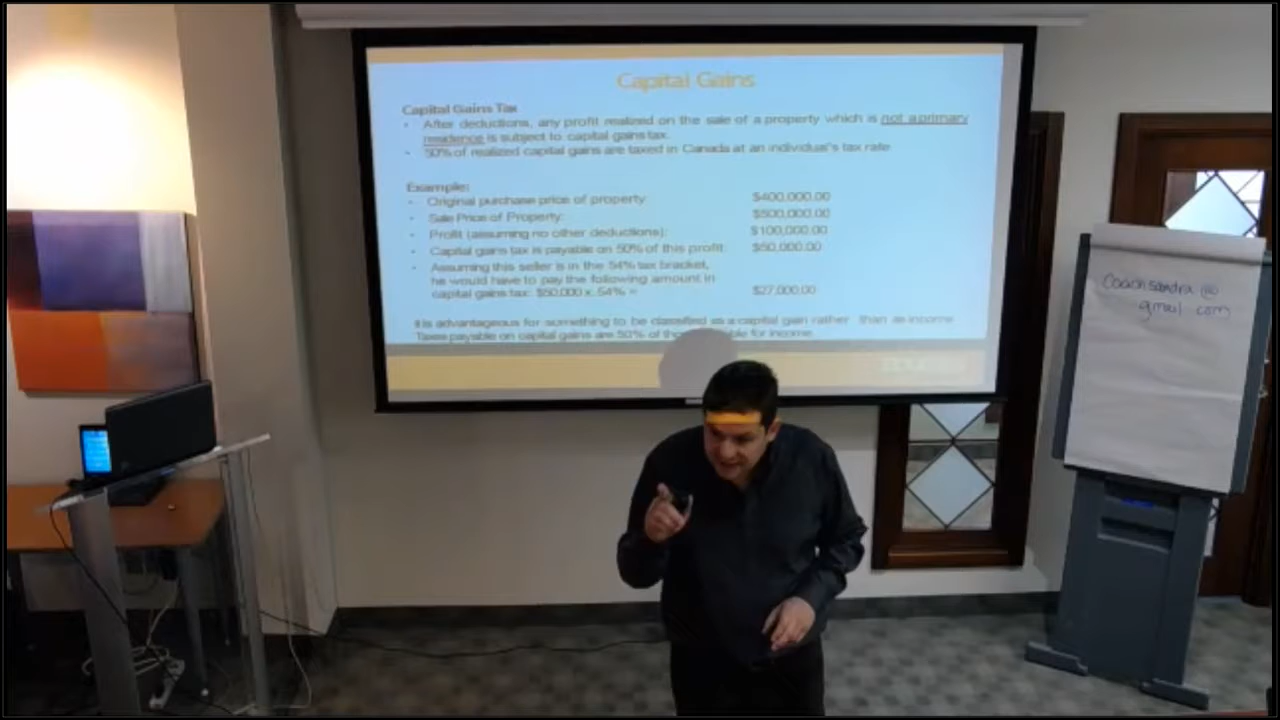 Capital Gains
Capital Gains Tax
• After deductions, any profit realized on the sale of a property which is not a primary
residence is subject to capital gains tax.
• 50% of realized capital gains are taxed in Canada at an individual's tax rate
Example:
• Original purchase price of property $400,000.00
• Sale Price of Property: $500,000.00
• Profit (assuming no other deductions): $100,000.00
• Capital gains tax is payable on 50% of this profit $50,000.00
• Assuming this seller is in the 54% tax bracket,
he would have to pay the following amount in
capital gains tax: $50,000 x .54% = $27,000.00
It is advantageous for something to be classified as a capital gain rather than as income
Taxes payable on capital gains are 50% of for income
Coachsandra@
gmail com